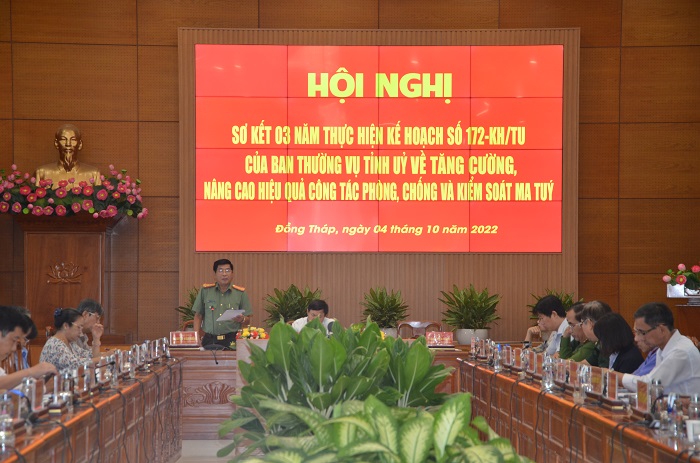 HỘI NGHỊ
SƠ KẾT 03 NĂM THỰC HIỆN KẾ HOẠCH SỐ 172-KH/TU
CỦA BAN THƯỜNG VỤ TỈNH UỶ VỀ TĂNG CƯỜNG,
NÂNG CAO HIỆU QUẢ CÔNG TÁC PHÒNG, CHỐNG VÀ KIỂM SOÁT MA TUÝ
Đồng Tháp, ngày 04 tháng 10 năm 2022